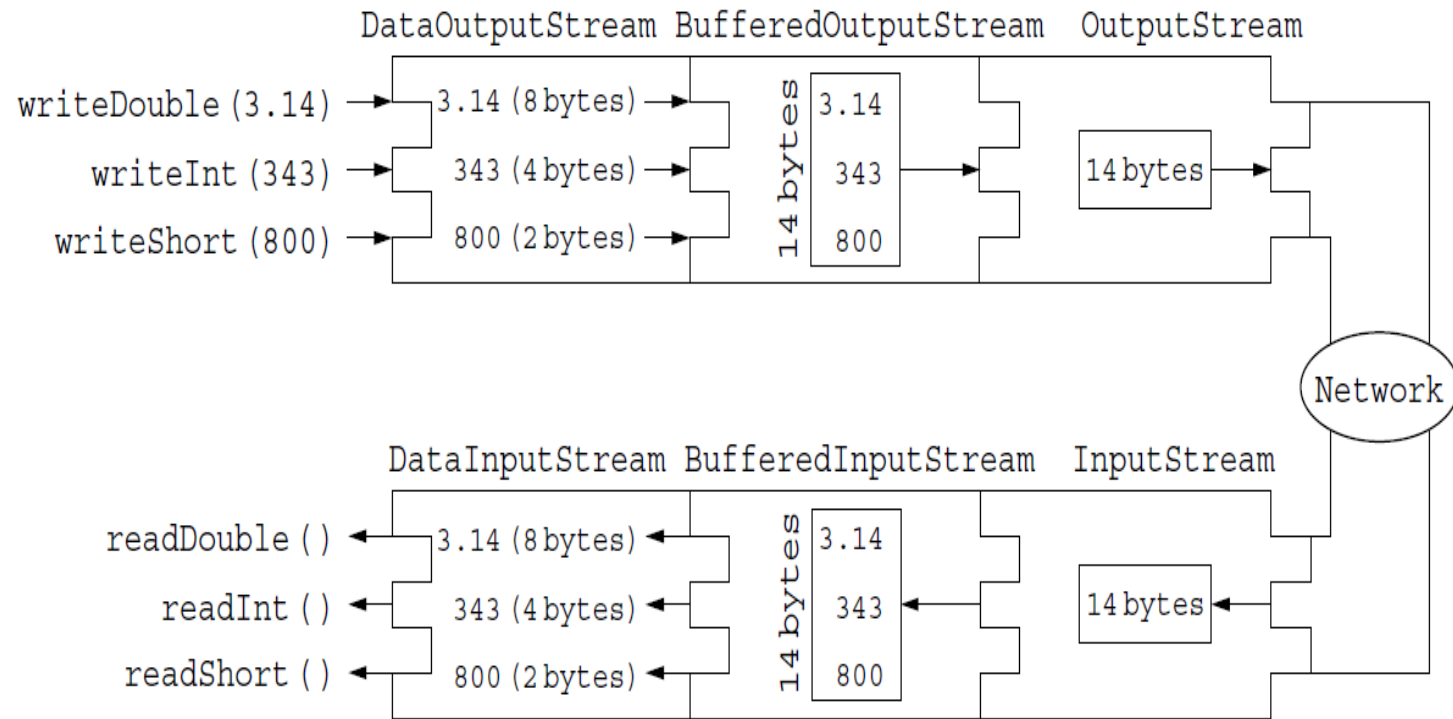 DataOutputStream BufferedOutputStream OutputStream
writeDouble (3.14) 3.14 (8 bytes) 3.14
writeInt (343) 343 (4 bytes) 14 bytes 343 14 bytes
writeShort (800) 800 (2 bytes) 800
Network
DataInputStream BufferedInputStream InputStream
readDouble () 3.14 (8 bytes) 3.14
readInt () 343 (4 bytes) 14 bytes 343 14 bytes
readShort () 800 (2 bytes) 800